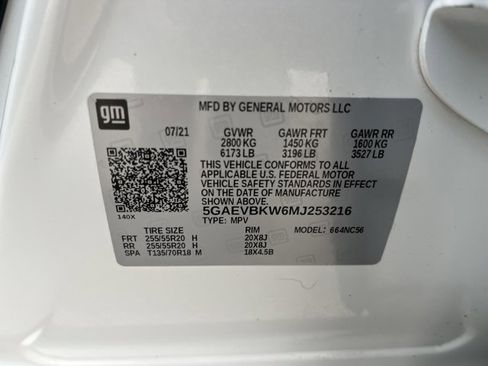 gm
MFD BY GENERAL MOTORS LLC
07/21 GVWR GAWR FRT GAWR RR
2800 KG 1450 KG 1600 KG
6173 LB 3196 LB 3527 LB
THIS VEHICLE CONFORMS TO ALL
APPLICABLE U.S. FEDERAL MOTOR
VEHICLE SAFETY STANDARDS IN EFFECT
ON THE DATE OF MANUFACTURE
SHOWN ABOVE.
5GAEVBKW6MJ253216
140X TYPE: MPV
TIRE SIZE RIM MODEL: 664NC56
FRT 255/55R20 H 20X8J
RR 255/55R20 H 20X8J
SPA T135/70R18 M 18X4.5B